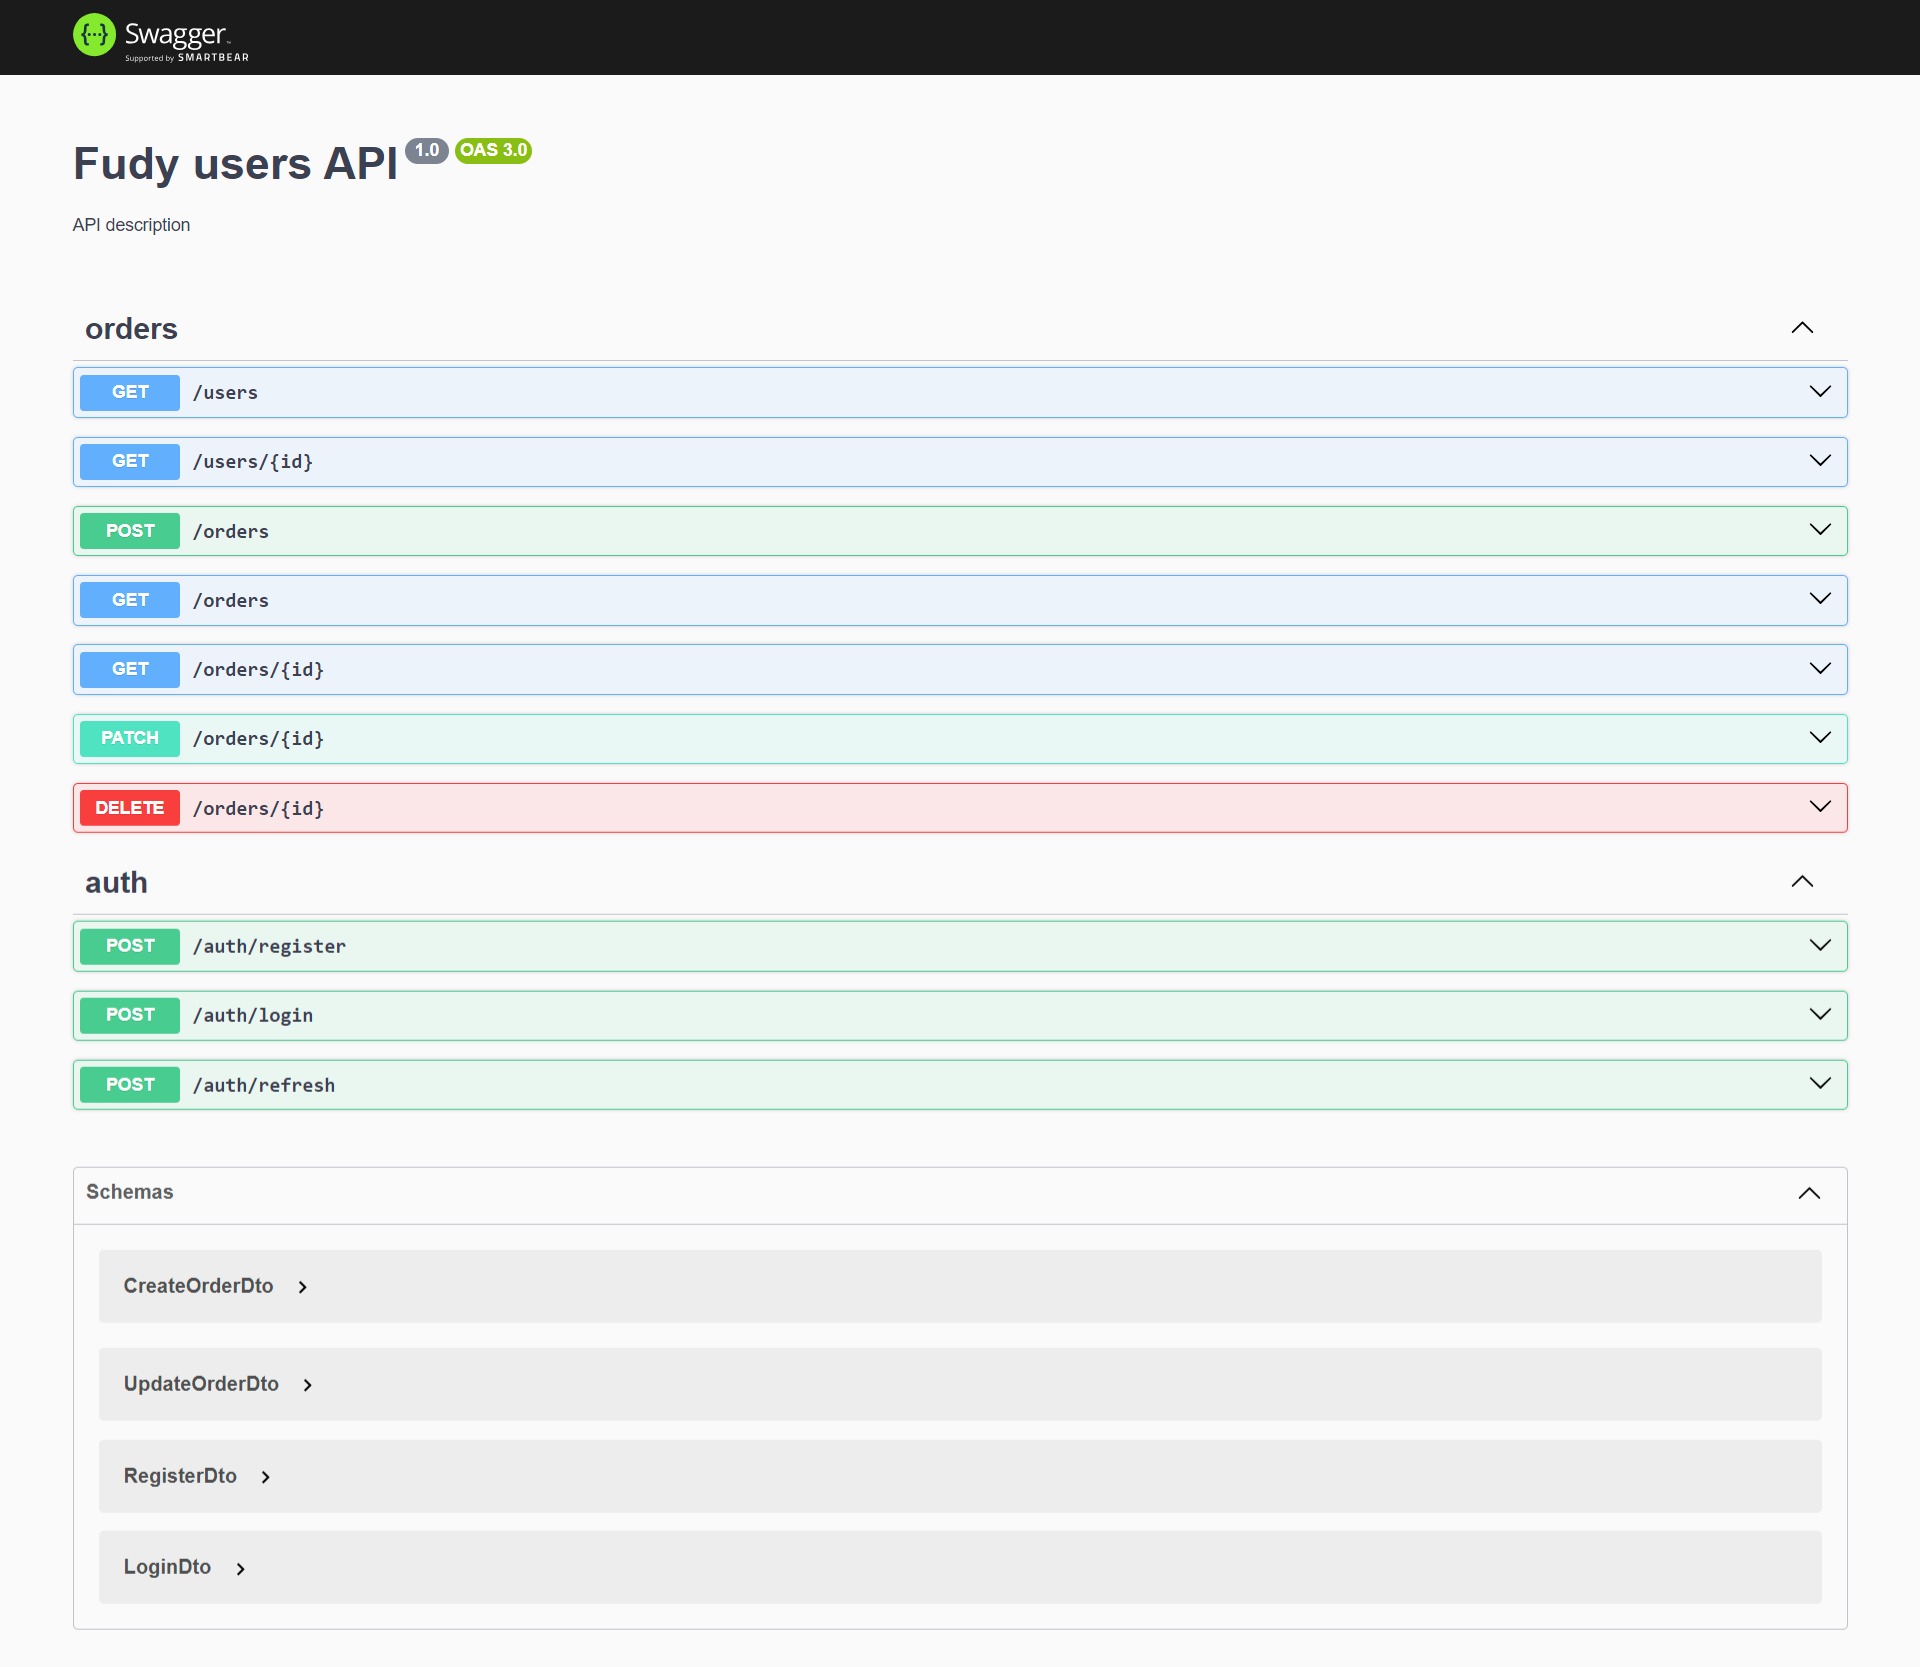 Swagger
Supported by SMARTBEAR
Fudy users API 1.0 OAS 3.0
API description
orders
GET /users
GET /users/{id}
POST /orders
GET /orders
GET /orders/{id}
PATCH /orders/{id}
DELETE /orders/{id}
auth
POST /auth/register
POST /auth/login
POST /auth/refresh
Schemas
CreateOrderDto
UpdateOrderDto
RegisterDto
LoginDto